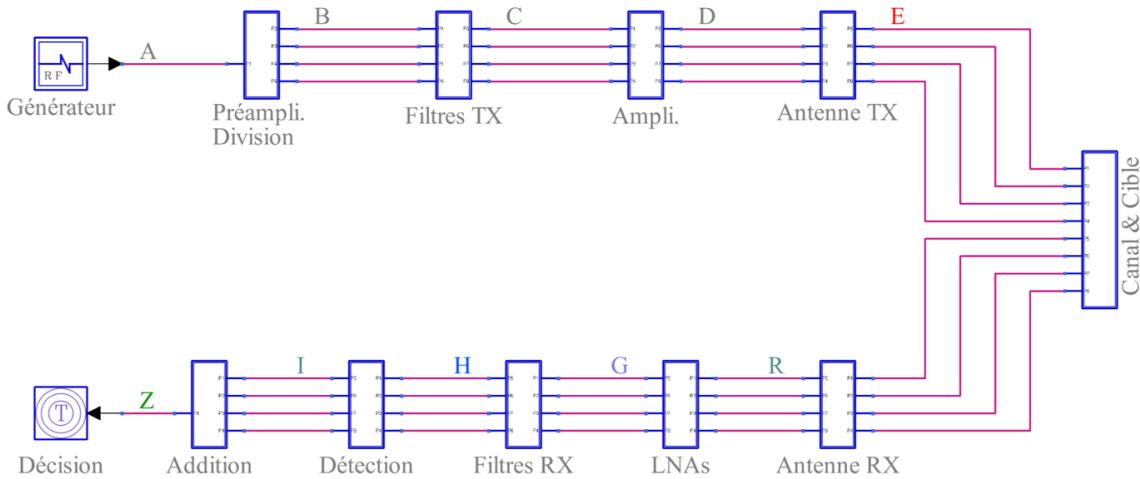 B
C
D
E
A
RF
Générateur
Préampli.
Division
Filtres TX
Ampli.
Antenne TX
Canal & Cible
I
H
G
R
Z
T
Décision
Addition
Détection
Filtres RX
LNAs
Antenne RX